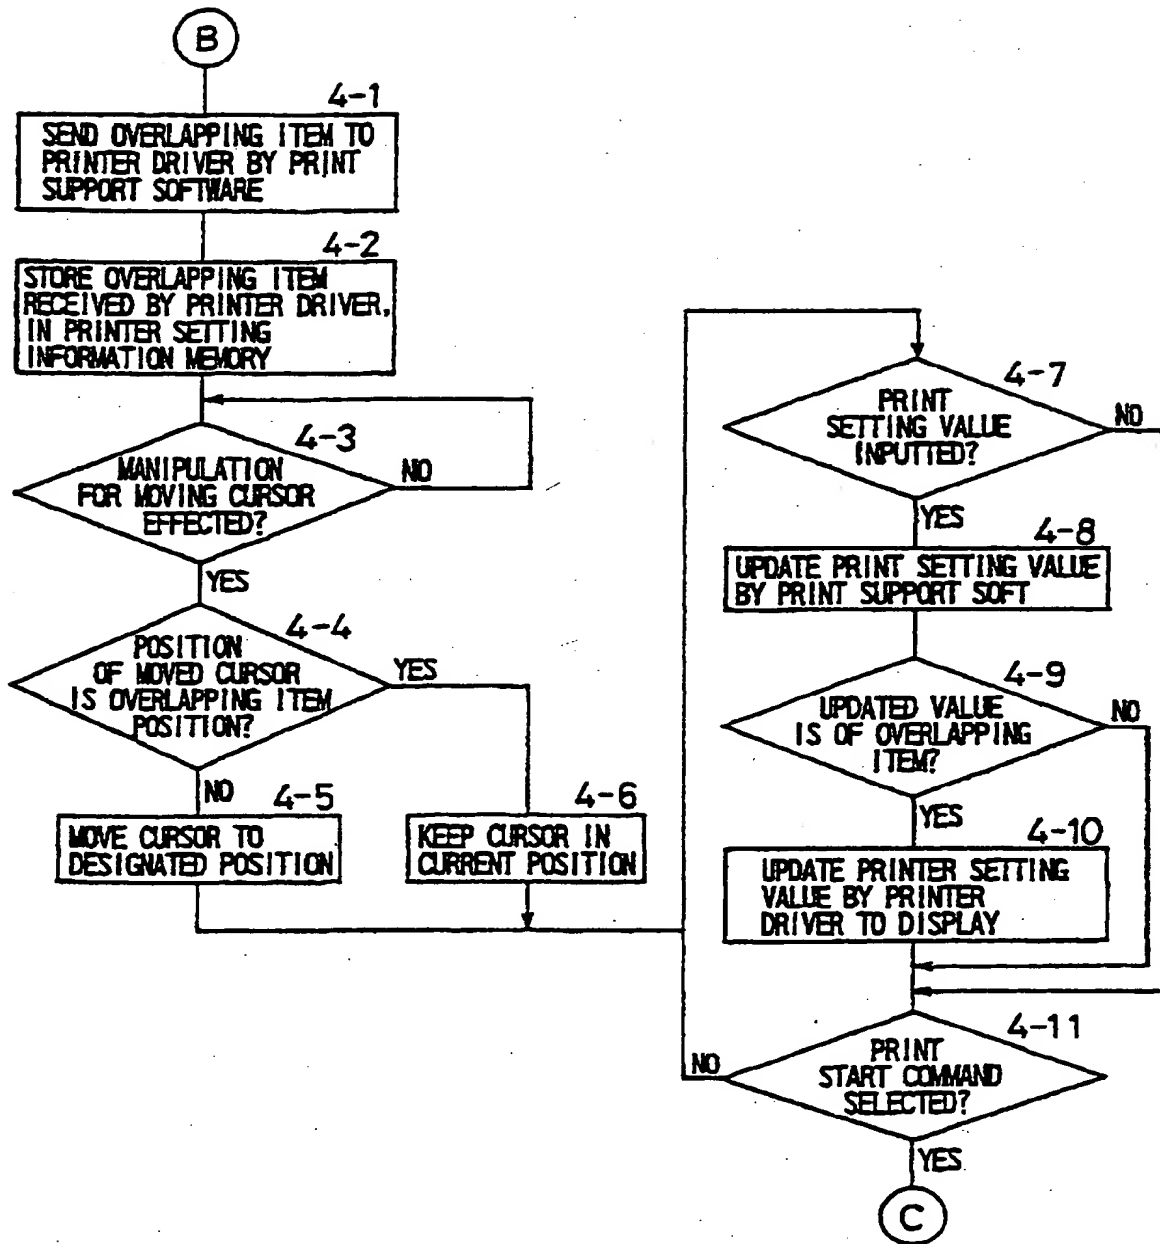 B
4-1
SEND OVERLAPPING ITEM TO
PRINTER DRIVER BY PRINT
SUPPORT SOFTWARE
4-2
STORE OVERLAPPING ITEM
RECEIVED BY PRINTER DRIVER,
IN PRINTER SETTING
INFORMATION MEMORY
4-3
MANIPULATION
FOR MOVING CURSOR
EFFECTED?
NO
YES
4-4
POSITION
OF MOVED CURSOR
IS OVERLAPPING ITEM
POSITION?
YES
NO
4-5
MOVE CURSOR TO
DESIGNATED POSITION
4-6
KEEP CURSOR IN
CURRENT POSITION
4-7
PRINT
SETTING VALUE
INPUTTED?
NO
YES
4-8
UPDATE PRINT SETTING VALUE
BY PRINT SUPPORT SOFT
4-9
UPDATED VALUE
IS OF OVERLAPPING
ITEM?
NO
YES
4-10
UPDATE PRINTER SETTING
VALUE BY PRINTER
DRIVER TO DISPLAY
4-11
PRINT
START COMMAND
SELECTED?
NO
YES
C